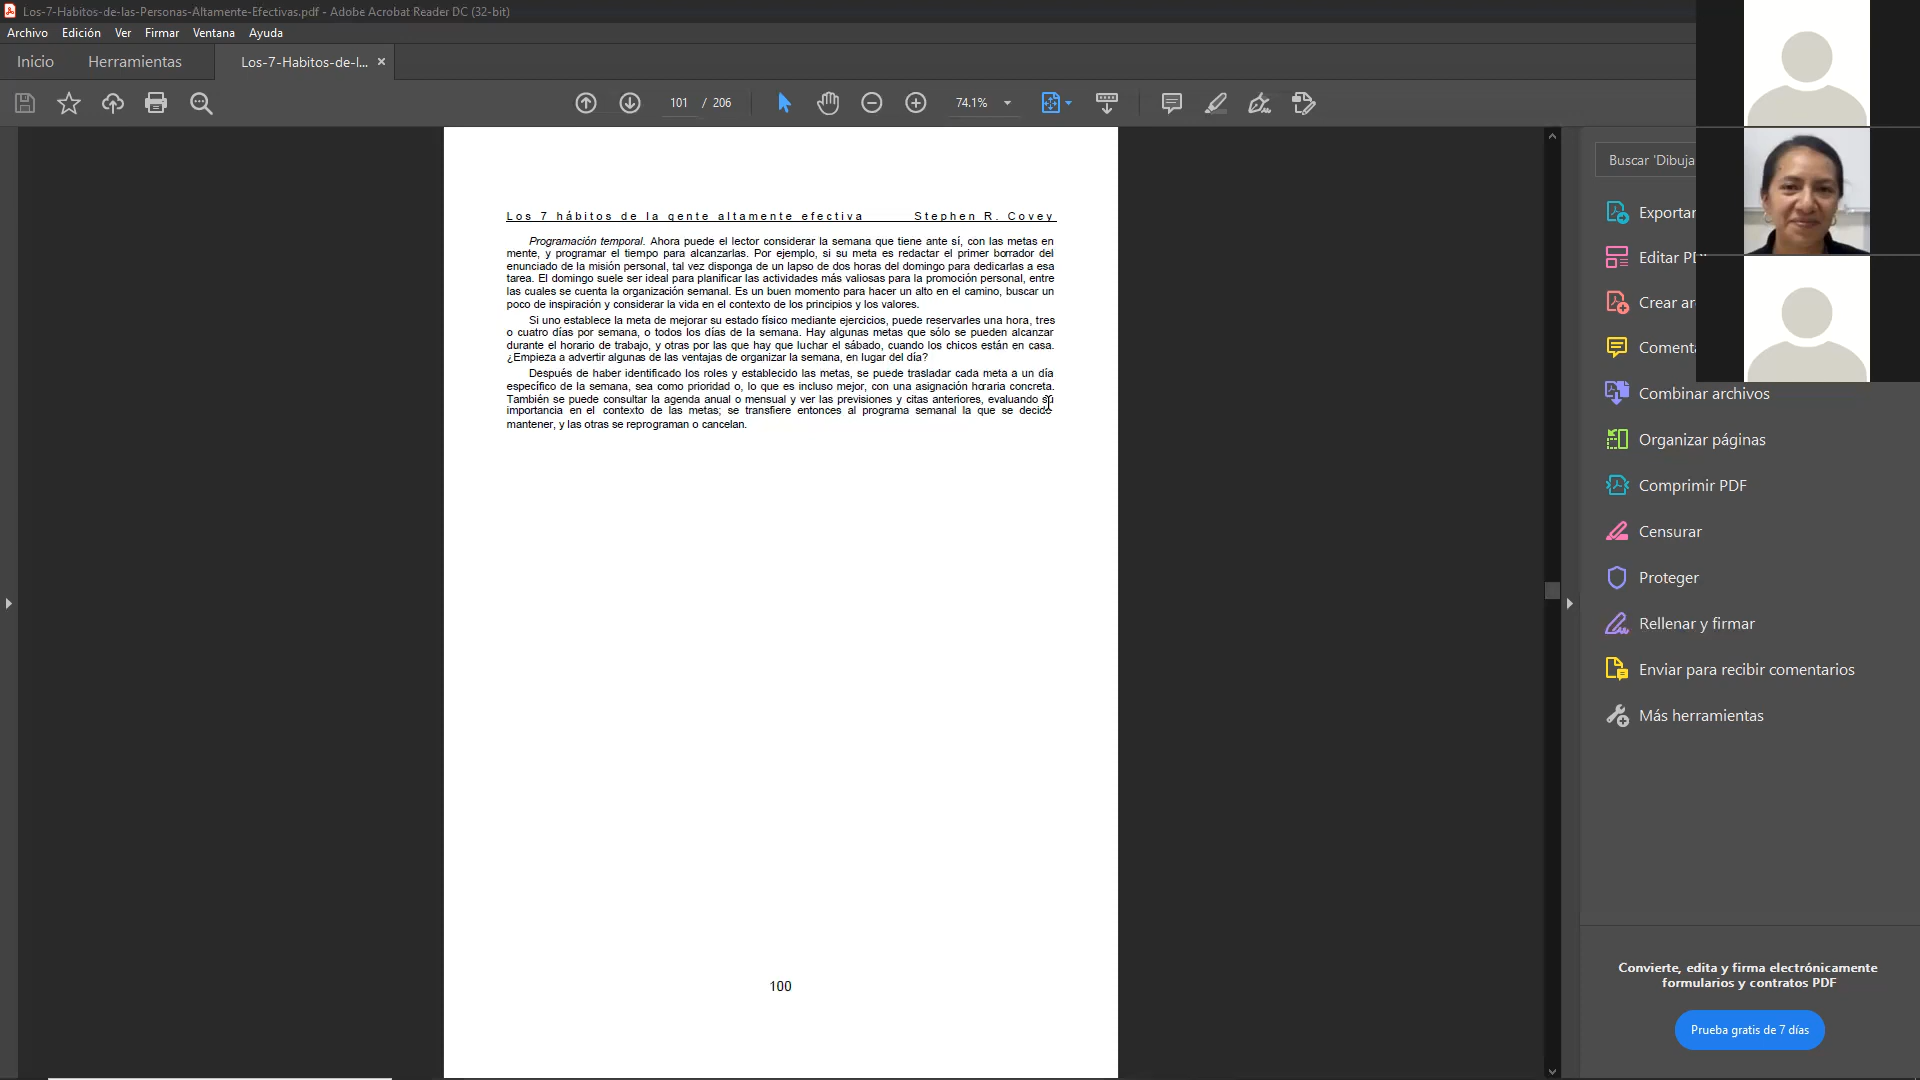 Los-7-Habitos-de-las-Personas-Altamente-Efectivas.pdf - Adobe Acrobat Reader DC (32-bit)
Archivo Edición Ver Firmar Ventana Ayuda
Inicio Herramientas Los-7-Habitos-de-l... ×
101 / 206 74.1%
Los 7 hábitos de la gente altamente efectiva Stephen R. Covey
Programación temporal. Ahora puede el lector considerar la semana que tiene ante sí, con las metas en
mente, y programar el tiempo para alcanzarlas. Por ejemplo, si su meta es redactar el primer borrador del
enunciado de la misión personal, tal vez disponga de un lapso de dos horas del domingo para dedicarlas a esa
tarea. El domingo suele ser ideal para planificar las actividades más valiosas para la promoción personal, entre
las cuales se cuenta la organización semanal. Es un buen momento para hacer un alto en el camino, buscar un
poco de inspiración y considerar la vida en el contexto de los principios y los valores.
Si uno establece la meta de mejorar su estado físico mediante ejercicios, puede reservarles una hora, tres
o cuatro días por semana, o todos los días de la semana. Hay algunas metas que sólo se pueden alcanzar
durante el horario de trabajo, y otras por las que hay que luchar el sábado, cuando los chicos están en casa.
¿Empieza a advertir algunas de las ventajas de organizar la semana, en lugar del día?
Después de haber identificado los roles y establecido las metas, se puede trasladar cada meta a un día
específico de la semana, sea como prioridad o, lo que es incluso mejor, con una asignación horaria concreta.
También se puede consultar la agenda anual o mensual y ver las previsiones y citas anteriores, evaluando su
importancia en el contexto de las metas; se transfiere entonces al programa semanal la que se decide
mantener, y las otras se reprograman o cancelan.
100
Buscar 'Dibuja
Exportar
Editar PD
Crear ar
Comenta
Combinar archivos
Organizar páginas
Comprimir PDF
Censurar
Proteger
Rellenar y firmar
Enviar para recibir comentarios
Más herramientas
Convierte, edita y firma electrónicamente
formularios y contratos PDF
Prueba gratis de 7 días